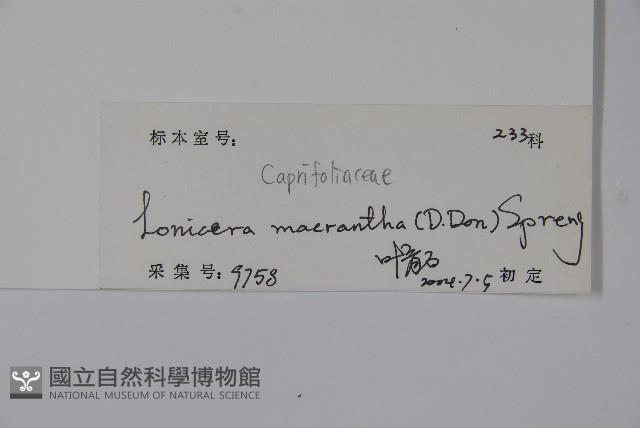 标本室号: 233科
Caprifoliaceae
Lonicera macrantha (D.Don) Spreng
采集号: 9758 2004.7.5 初定
國立自然科學博物館
NATIONAL MUSEUM OF NATURAL SCIENCE